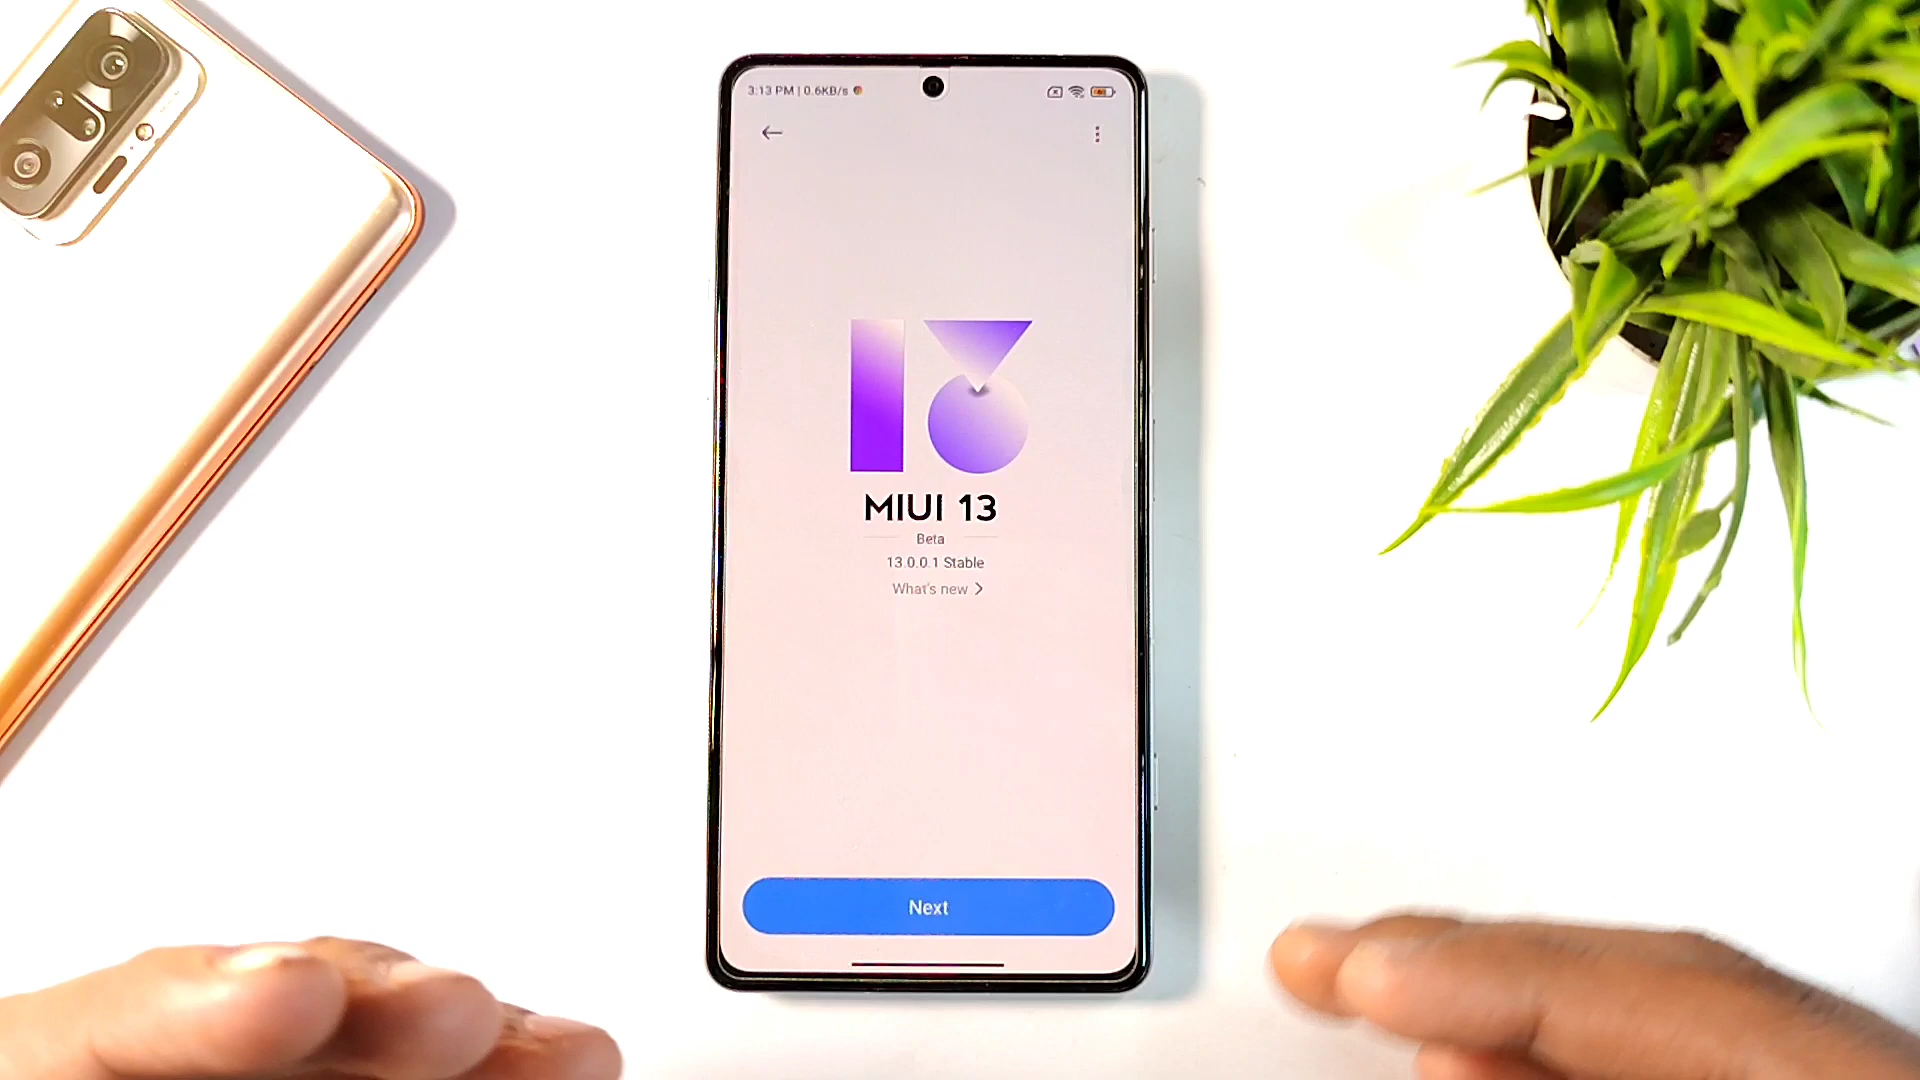 3:13 PM | 0.6KB/s
MIUI 13
Beta
13.0.0.1 Stable
What's new >
Next